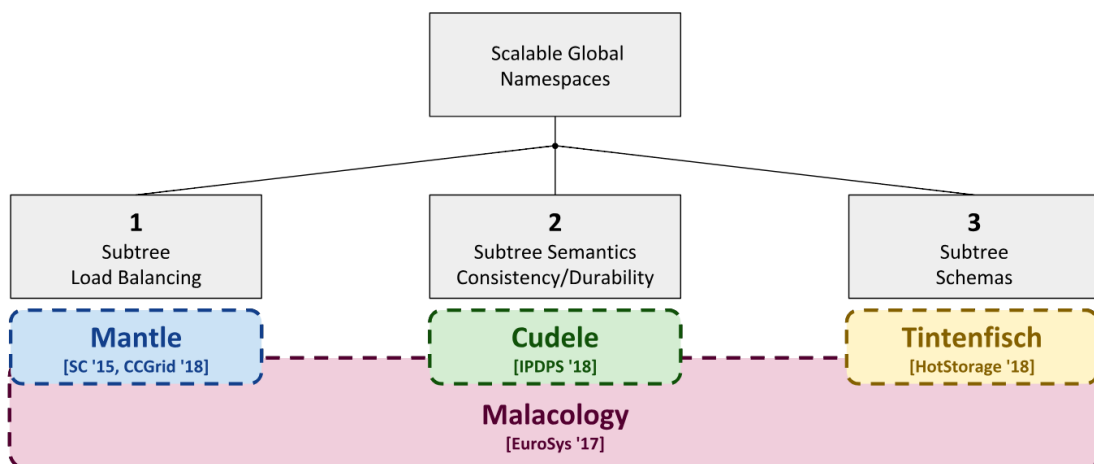 Scalable Global
Namespaces
1
Subtree
Load Balancing
2
Subtree Semantics
Consistency/Durability
3
Subtree
Schemas
Mantle
[SC '15, CCGrid '18]
Cudele
[IPDPS '18]
Tintenfisch
[HotStorage '18]
Malacology
[EuroSys '17]